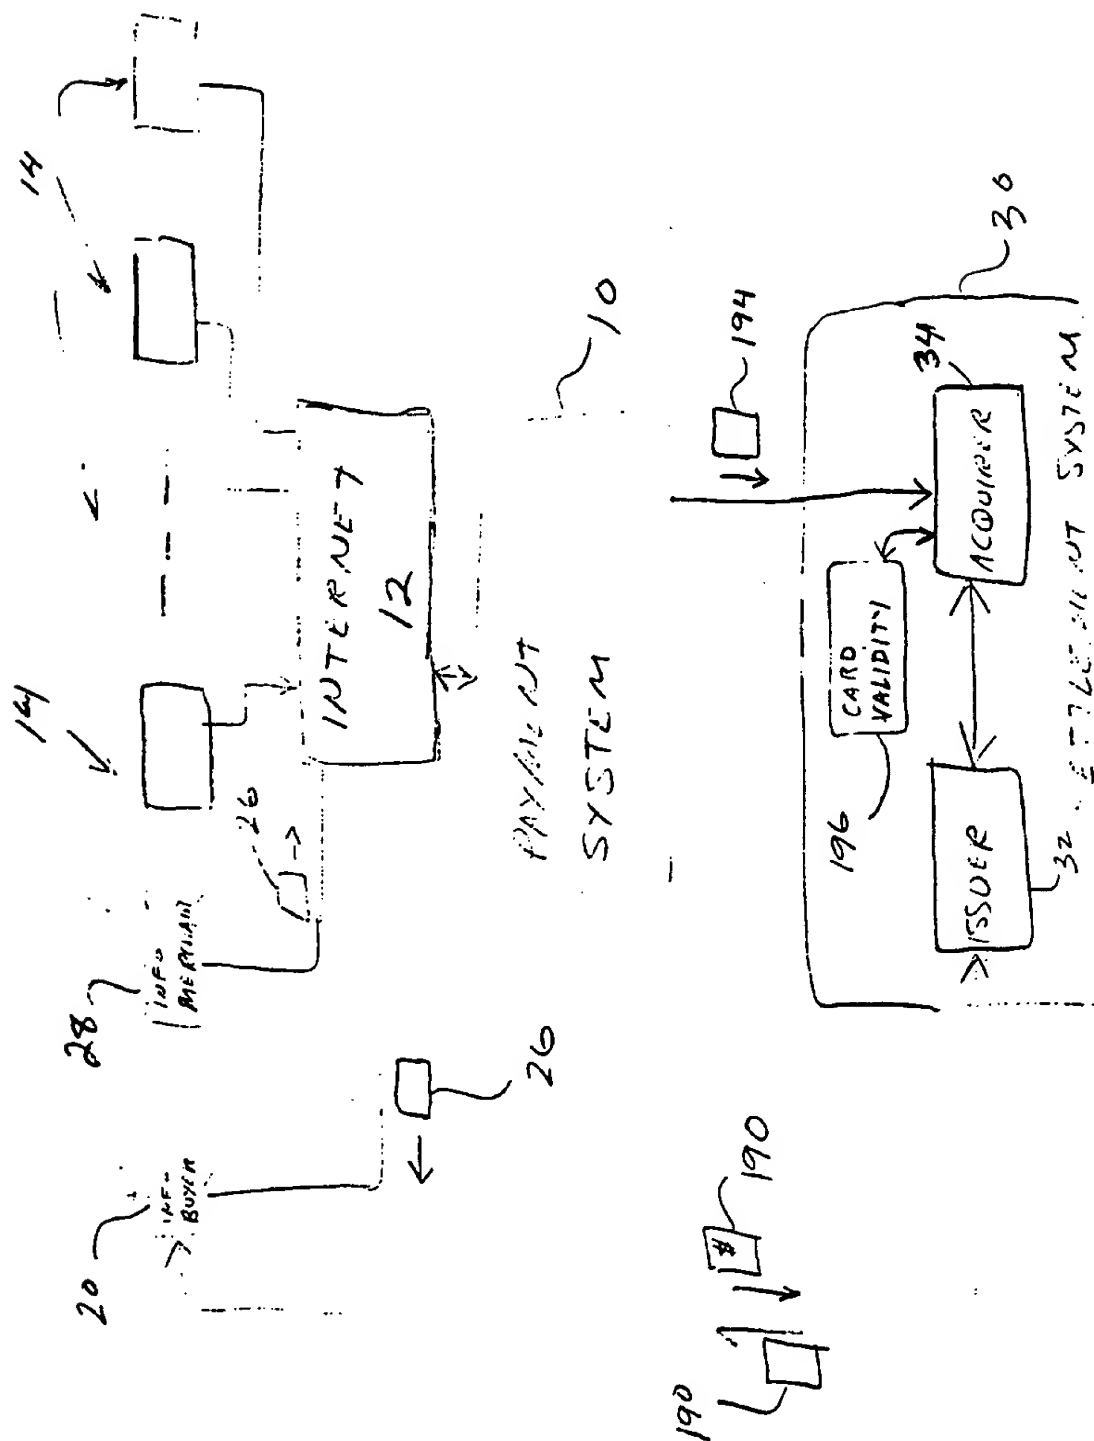 14
14
28
INFO
MERCHANT
26
INTERNET
12
20
INFO
BUYER
26
10
PAYMENT
SYSTEM
194
30
34
ACQUIRER
CARD
VALIDITY
196
ISSUER
32
SETTLEMENT SYSTEM
190
$
190